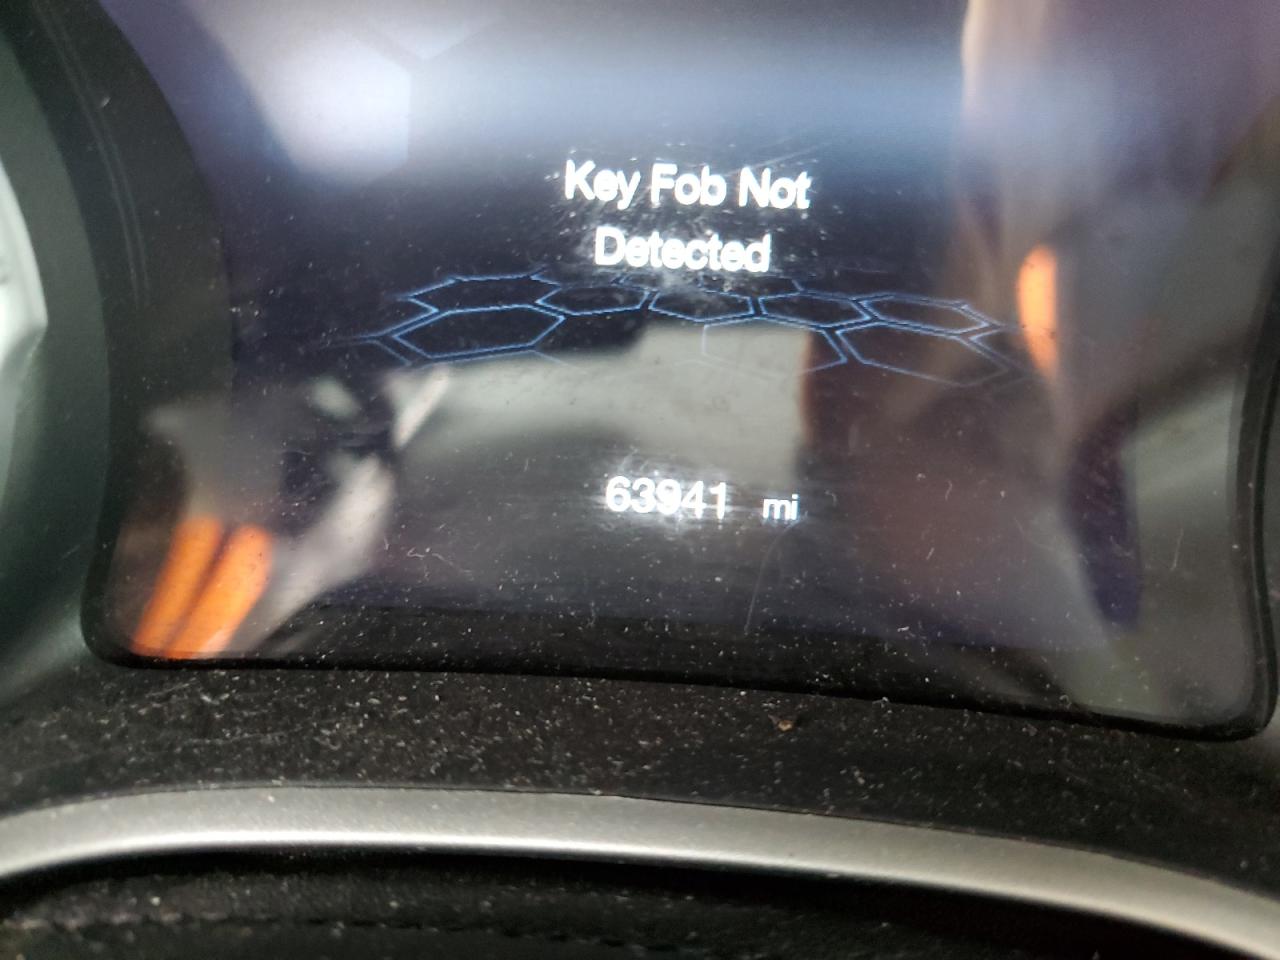 Key Fob Not
Detected
63941 mi